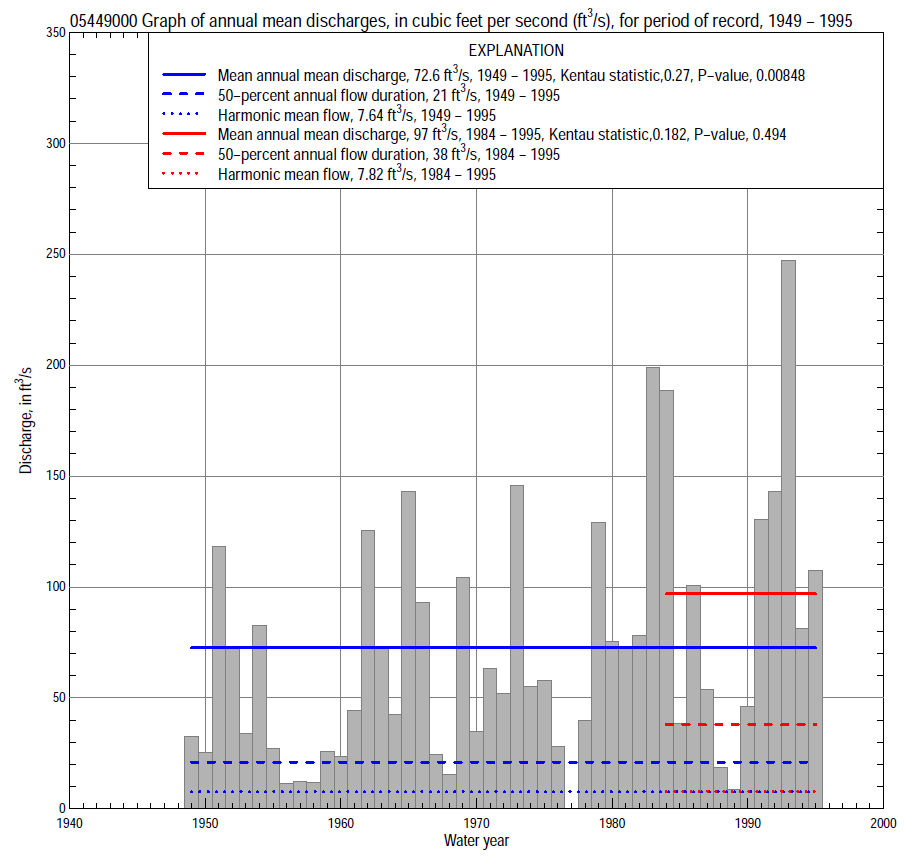 05449000 Graph of annual mean discharges, in cubic feet per second (ft³/s), for period of record, 1949 – 1995
EXPLANATION
Mean annual mean discharge, 72.6 ft³/s, 1949 – 1995, Kentau statistic,0.27, P–value, 0.00848
50–percent annual flow duration, 21 ft³/s, 1949 – 1995
Harmonic mean flow, 7.64 ft³/s, 1949 – 1995
Mean annual mean discharge, 97 ft³/s, 1984 – 1995, Kentau statistic,0.182, P–value, 0.494
50–percent annual flow duration, 38 ft³/s, 1984 – 1995
Harmonic mean flow, 7.82 ft³/s, 1984 – 1995
350
300
250
200
150
100
50
0
Discharge, in ft³/s
1940 1950 1960 1970 1980 1990 2000
Water year